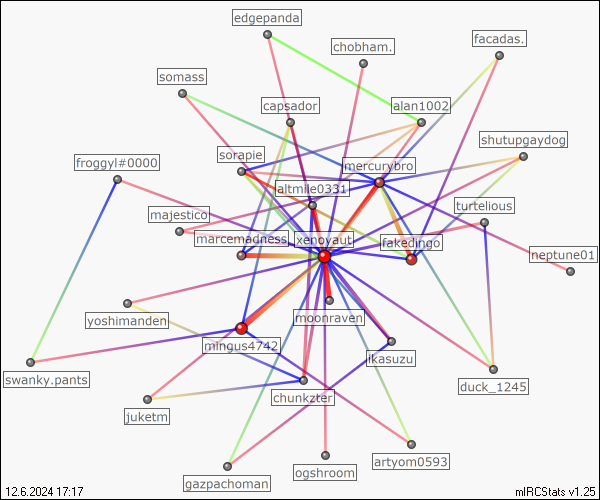 edgepanda
chobham.
facadas.
somass
capsador
alan1002
shutupgaydog
sorapie
mercurybro
froggyl#0000
altmile0331
turtelious
majestico
marcemadness
xenoyaut
fakedingo
neptune01
moonraven
yoshimanden
mingus4742
ikasuzu
swanky.pants
chunkzter
duck_1245
juketm
artyom0593
ogshroom
gazpachoman
12.6.2024 17:17
mIRCStats v1.25